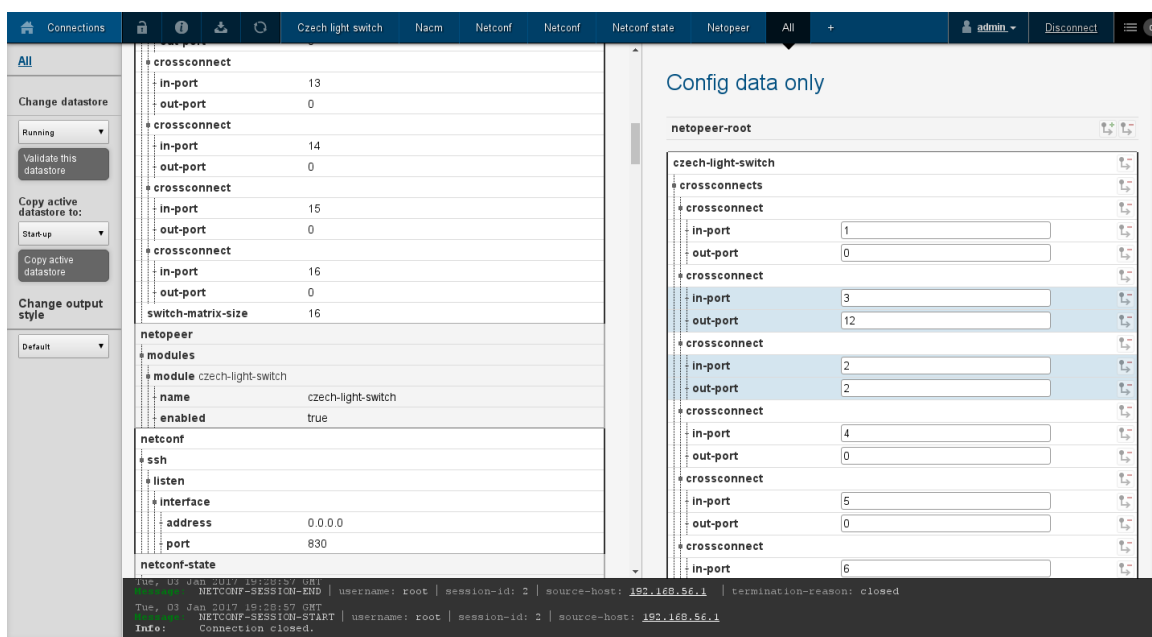 Connections
Czech light switch Nacm Netconf Netconf Netconf state Netopeer All +
admin Disconnect
All
Change datastore
Running
Validate this
datastore
Copy active
datastore to:
Start-up
Copy active
datastore
Change output
style
Default
crossconnect
in-port 13
out-port 0
crossconnect
in-port 14
out-port 0
crossconnect
in-port 15
out-port 0
crossconnect
in-port 16
out-port 0
switch-matrix-size 16
netopeer
modules
module czech-light-switch
name czech-light-switch
enabled true
netconf
ssh
listen
interface
address 0.0.0.0
port 830
netconf-state
Config data only
netopeer-root
czech-light-switch
crossconnects
crossconnect
in-port 1
out-port 0
crossconnect
in-port 3
out-port 12
crossconnect
in-port 2
out-port 2
crossconnect
in-port 4
out-port 0
crossconnect
in-port 5
out-port 0
crossconnect
in-port 6
Tue, 03 Jan 2017 19:28:57 GMT
Message: NETCONF-SESSION-END | username: root | session-id: 2 | source-host: 192.168.56.1 | termination-reason: closed
Tue, 03 Jan 2017 19:28:57 GMT
Message: NETCONF-SESSION-START | username: root | session-id: 2 | source-host: 192.168.56.1
Info: Connection closed.